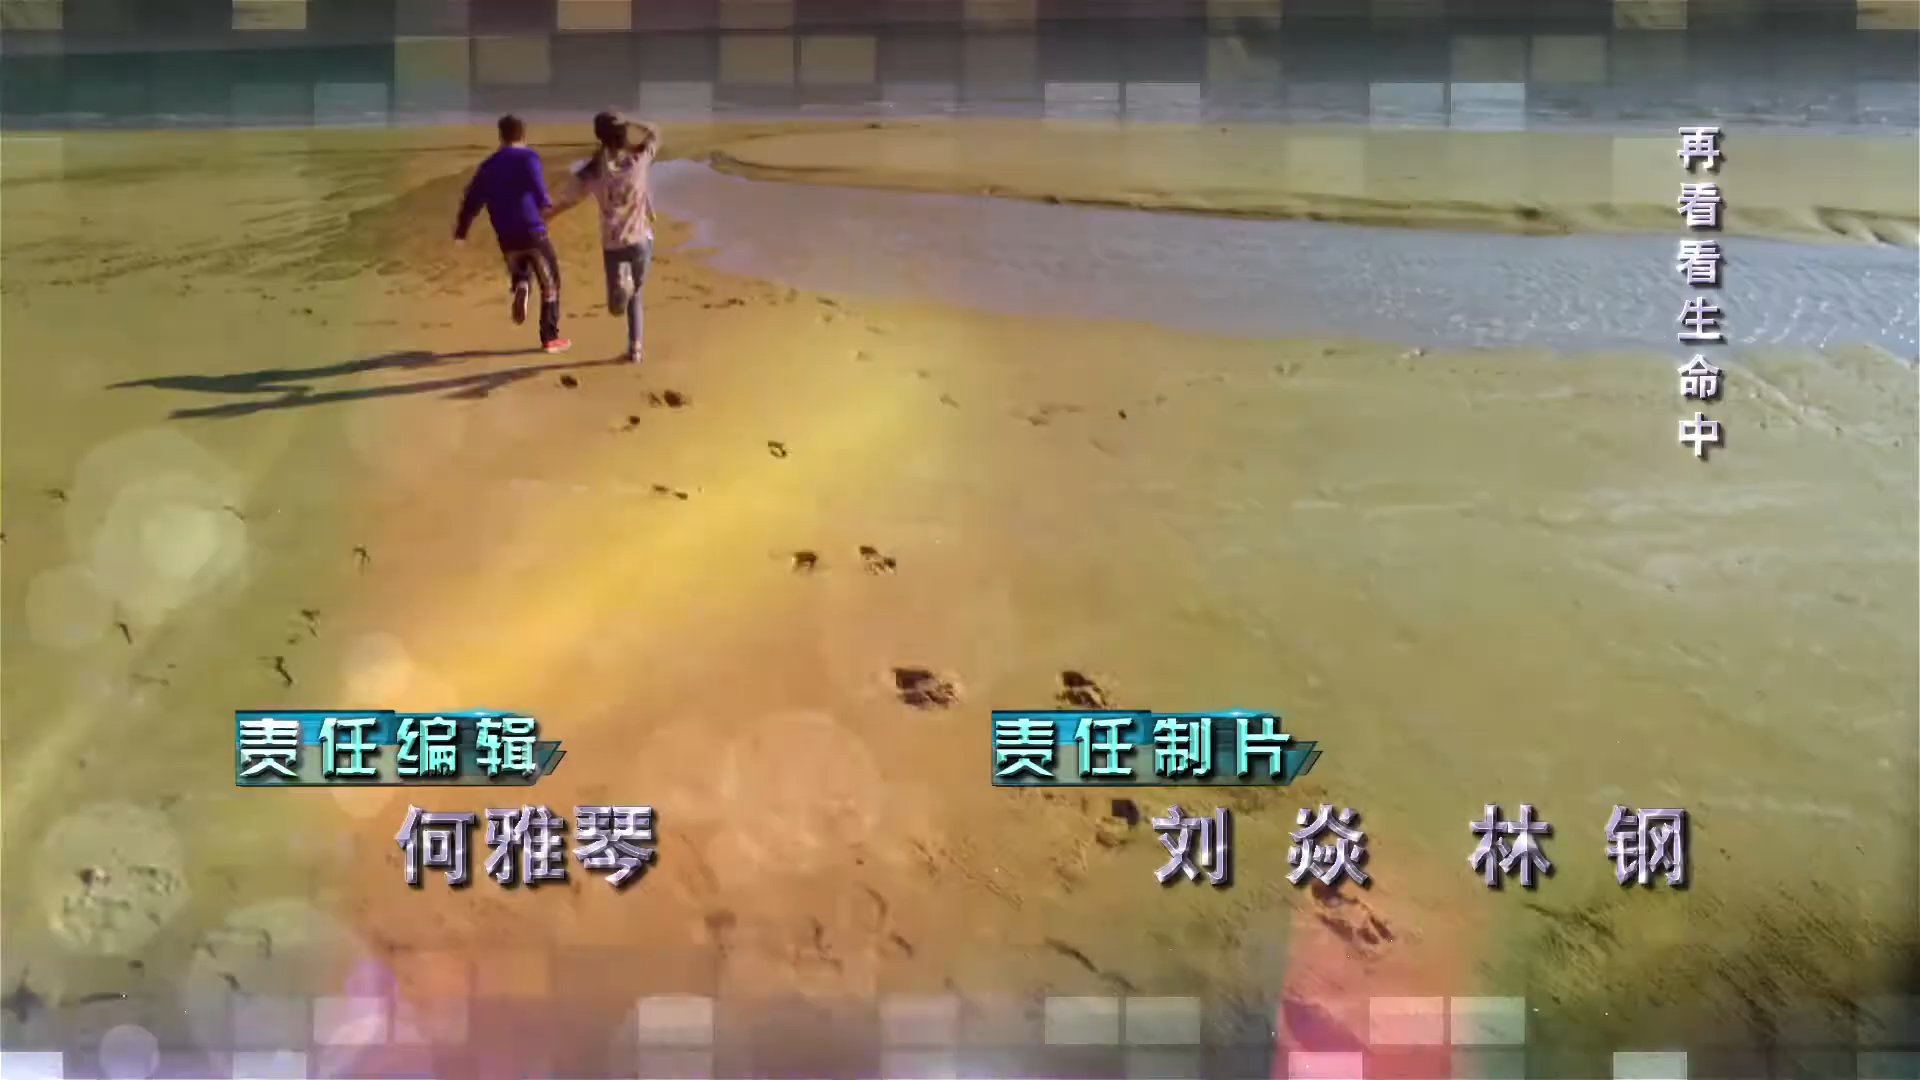 再看看生命中
责任编辑
何雅琴
责任制片
刘焱 林钢